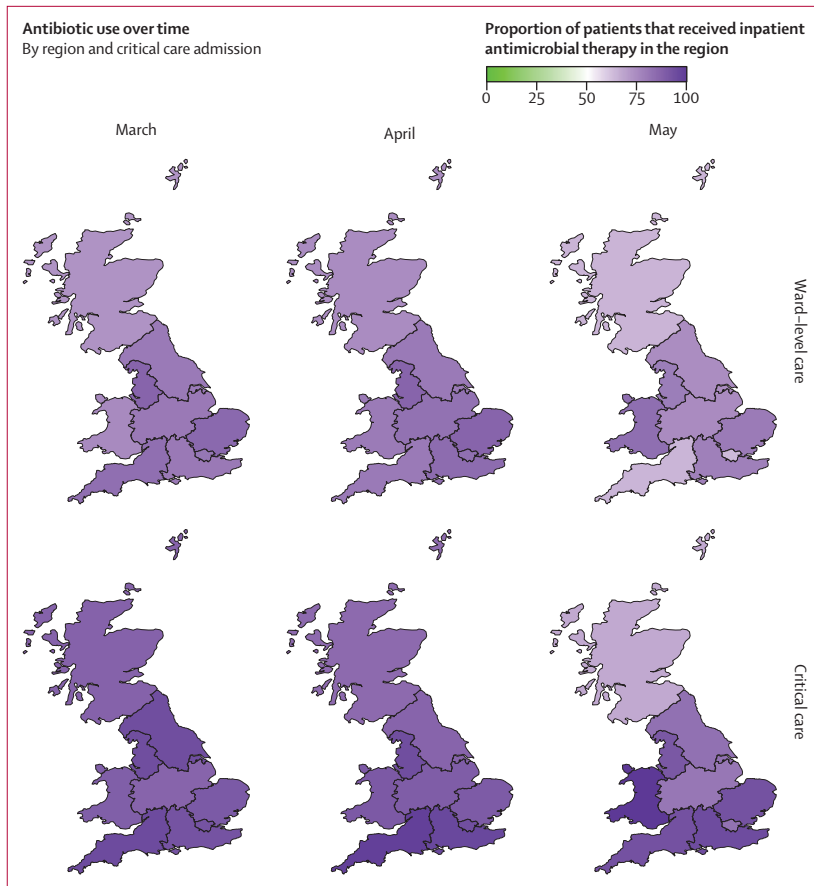 Antibiotic use over time
By region and critical care admission
Proportion of patients that received inpatient
antimicrobial therapy in the region
0 25 50 75 100
March April May
Ward–level care
Critical care